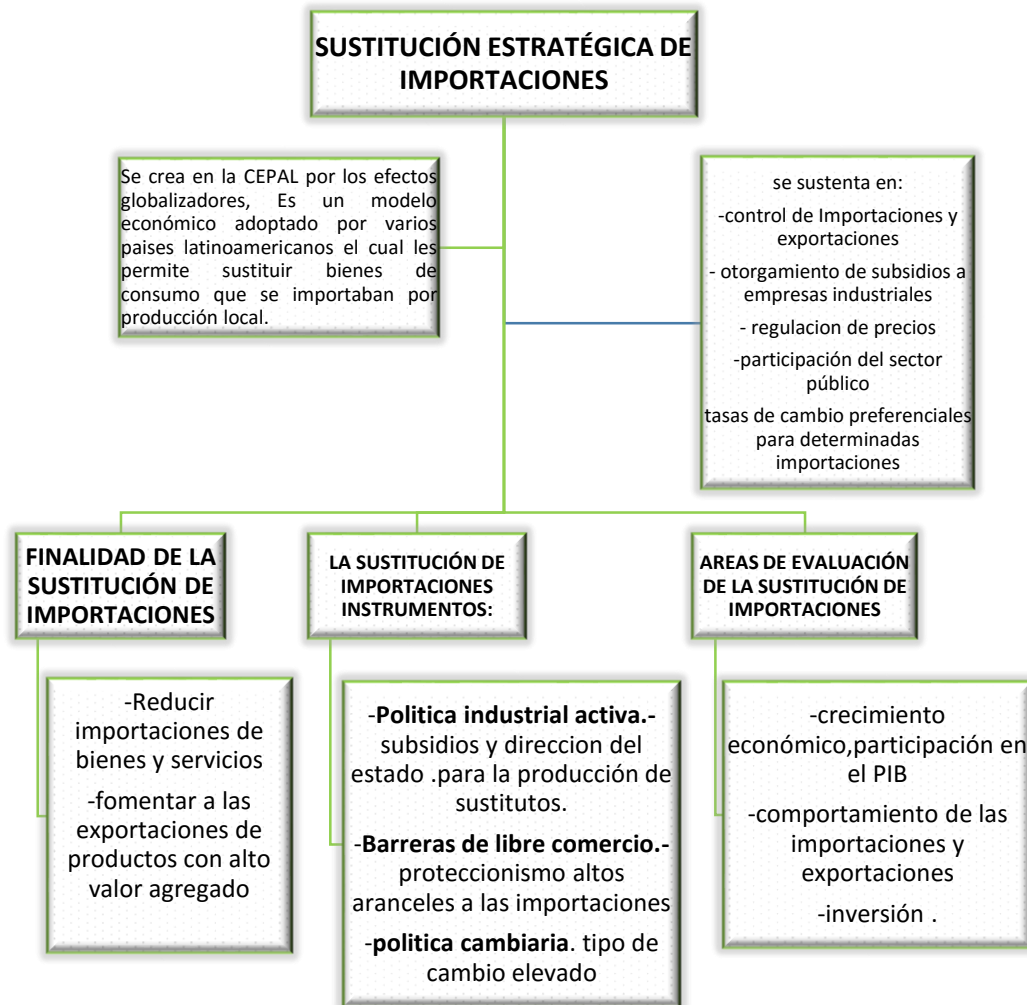 SUSTITUCIÓN ESTRATÉGICA DE
IMPORTACIONES
Se crea en la CEPAL por los efectos
globalizadores, Es un modelo
económico adoptado por varios
paises latinoamericanos el cual les
permite sustituir bienes de
consumo que se importaban por
producción local.
se sustenta en:
-control de Importaciones y
exportaciones
- otorgamiento de subsidios a
empresas industriales
- regulacion de precios
-participación del sector
público
tasas de cambio preferenciales
para determinadas
importaciones
FINALIDAD DE LA
SUSTITUCIÓN DE
IMPORTACIONES
-Reducir
importaciones de
bienes y servicios
-fomentar a las
exportaciones de
productos con alto
valor agregado
LA SUSTITUCIÓN DE
IMPORTACIONES
INSTRUMENTOS:
-Politica industrial activa.-
subsidios y direccion del
estado .para la producción de
sustitutos.
-Barreras de libre comercio.-
proteccionismo altos
aranceles a las importaciones
-politica cambiaria. tipo de
cambio elevado
AREAS DE EVALUACIÓN
DE LA SUSTITUCIÓN DE
IMPORTACIONES
-crecimiento
económico,participación en
el PIB
-comportamiento de las
importaciones y
exportaciones
-inversión .